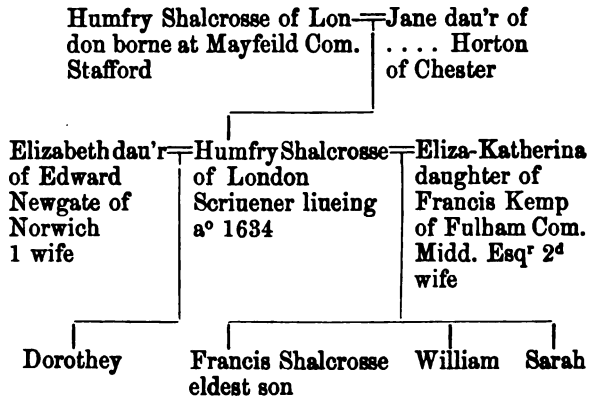 Humfry Shalcrosse of Lon-
don borne at Mayfeild Com.
Stafford
Jane dau'r of
.... Horton
of Chester
Elizabeth dau'r
of Edward
Newgate of
Norwich
1 wife
Humfry Shalcrosse
of London
Scriuener liueing
aº 1634
Eliza-Katherina
daughter of
Francis Kemp
of Fulham Com.
Midd. Esqʳ 2ᵈ
wife
Dorothey
Francis Shalcrosse
eldest son
William
Sarah